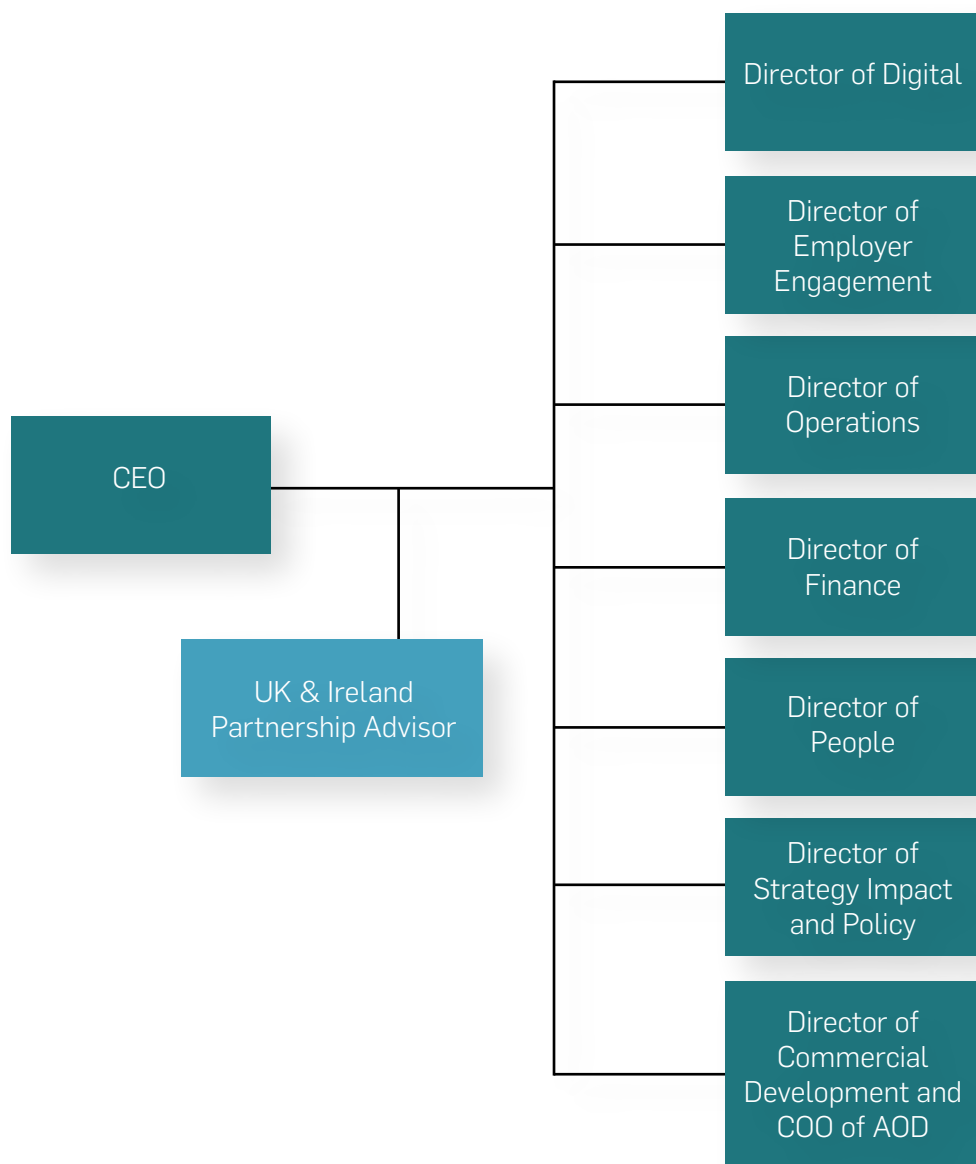 Director of Digital
Director of
Employer
Engagement
Director of
Operations
CEO
Director of
Finance
UK & Ireland
Partnership Advisor
Director of
People
Director of
Strategy Impact
and Policy
Director of
Commercial
Development and
COO of AOD